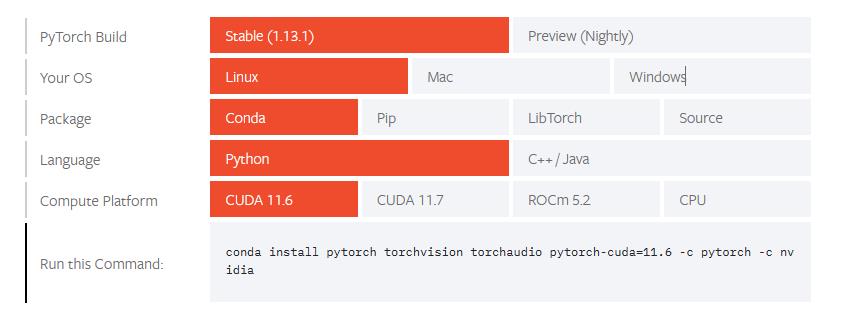 PyTorch Build Stable (1.13.1) Preview (Nightly)
Your OS Linux Mac Windows
Package Conda Pip LibTorch Source
Language Python C++ / Java
Compute Platform CUDA 11.6 CUDA 11.7 ROCm 5.2 CPU
Run this Command: conda install pytorch torchvision torchaudio pytorch-cuda=11.6 -c pytorch -c nv
idia